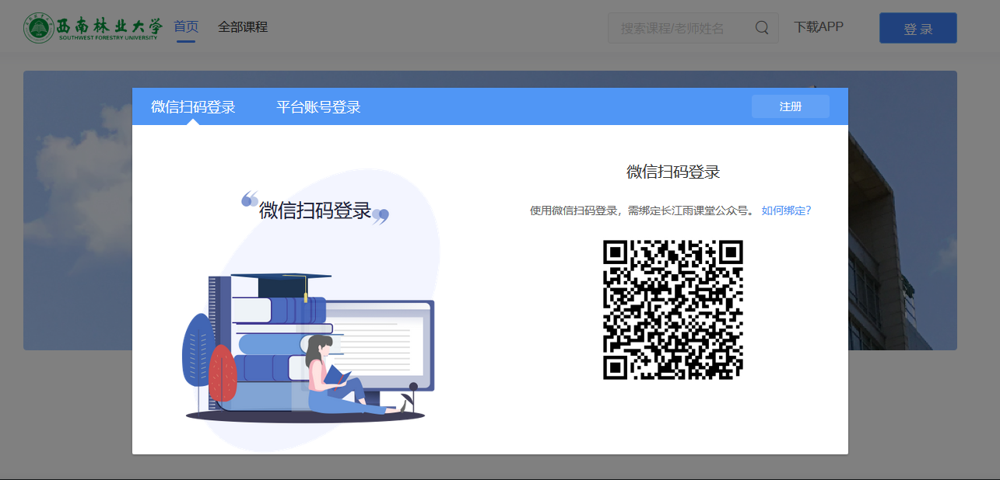 西南林业大学
SOUTHWEST FORESTRY UNIVERSITY
首页
全部课程
搜索课程/老师姓名
下载APP
登 录
微信扫码登录
平台账号登录
注册
微信扫码登录
微信扫码登录
使用微信扫码登录，需绑定长江雨课堂公众号。 如何绑定?